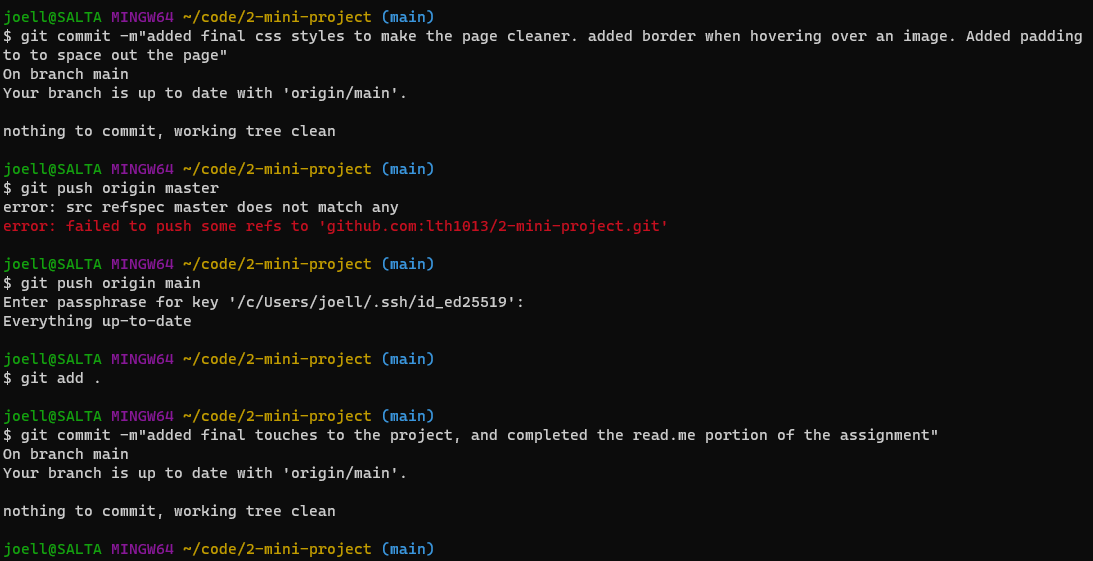 joell@SALTA MINGW64 ~/code/2-mini-project (main)
$ git commit -m"added final css styles to make the page cleaner. added border when hovering over an image. Added padding
to to space out the page"
On branch main
Your branch is up to date with 'origin/main'.

nothing to commit, working tree clean

joell@SALTA MINGW64 ~/code/2-mini-project (main)
$ git push origin master
error: src refspec master does not match any
error: failed to push some refs to 'github.com:lth1013/2-mini-project.git'

joell@SALTA MINGW64 ~/code/2-mini-project (main)
$ git push origin main
Enter passphrase for key '/c/Users/joell/.ssh/id_ed25519':
Everything up-to-date

joell@SALTA MINGW64 ~/code/2-mini-project (main)
$ git add .

joell@SALTA MINGW64 ~/code/2-mini-project (main)
$ git commit -m"added final touches to the project, and completed the read.me portion of the assignment"
On branch main
Your branch is up to date with 'origin/main'.

nothing to commit, working tree clean

joell@SALTA MINGW64 ~/code/2-mini-project (main)